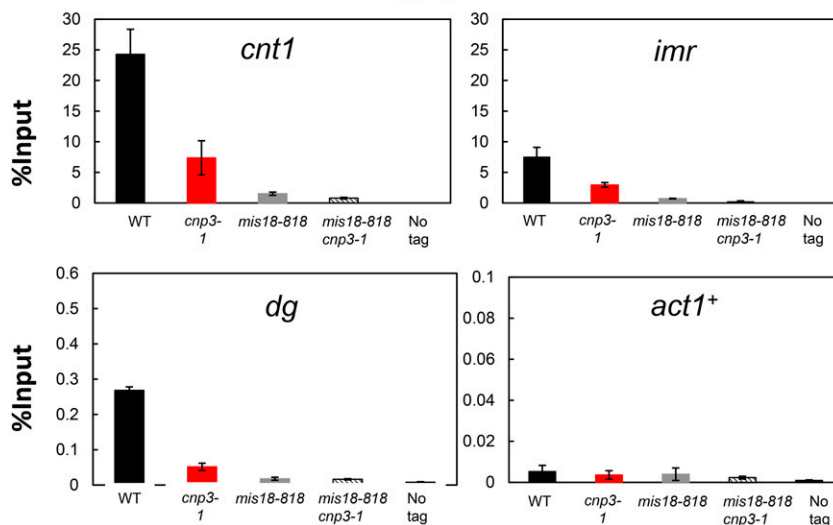 cnt1
imr
%Input
30
25
20
15
10
5
0
30
25
20
15
10
5
0
WT
cnp3-
1
mis18-818
mis18-818
cnp3-1
No
tag
WT
cnp3-
1
mis18-818
mis18-818
cnp3-1
No
tag
dg
act1+
%Input
0.6
0.5
0.4
0.3
0.2
0.1
0
0.1
0.08
0.06
0.04
0.02
0
WT
cnp3-
1
mis18-818
mis18-818
cnp3-1
No
tag
WT
cnp3-
1
mis18-818
mis18-818
cnp3-1
No
tag